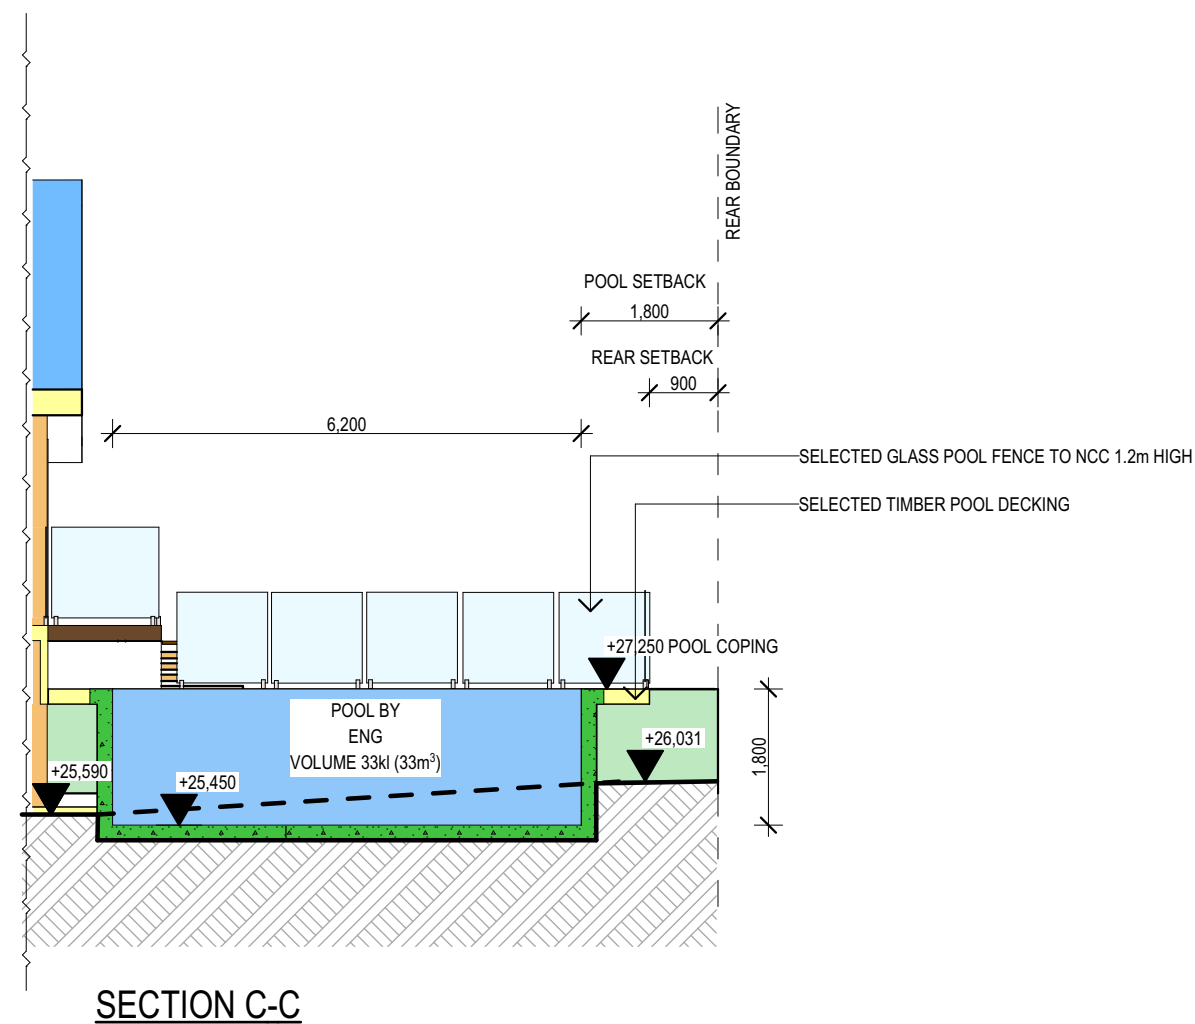 REAR BOUNDARY
POOL SETBACK
1,800
REAR SETBACK
900
6,200
SELECTED GLASS POOL FENCE TO NCC 1.2m HIGH
SELECTED TIMBER POOL DECKING
+27,250 POOL COPING
POOL BY
ENG
VOLUME 33kl (33m³)
+26,031
1,800
+25,590
+25,450
SECTION C-C